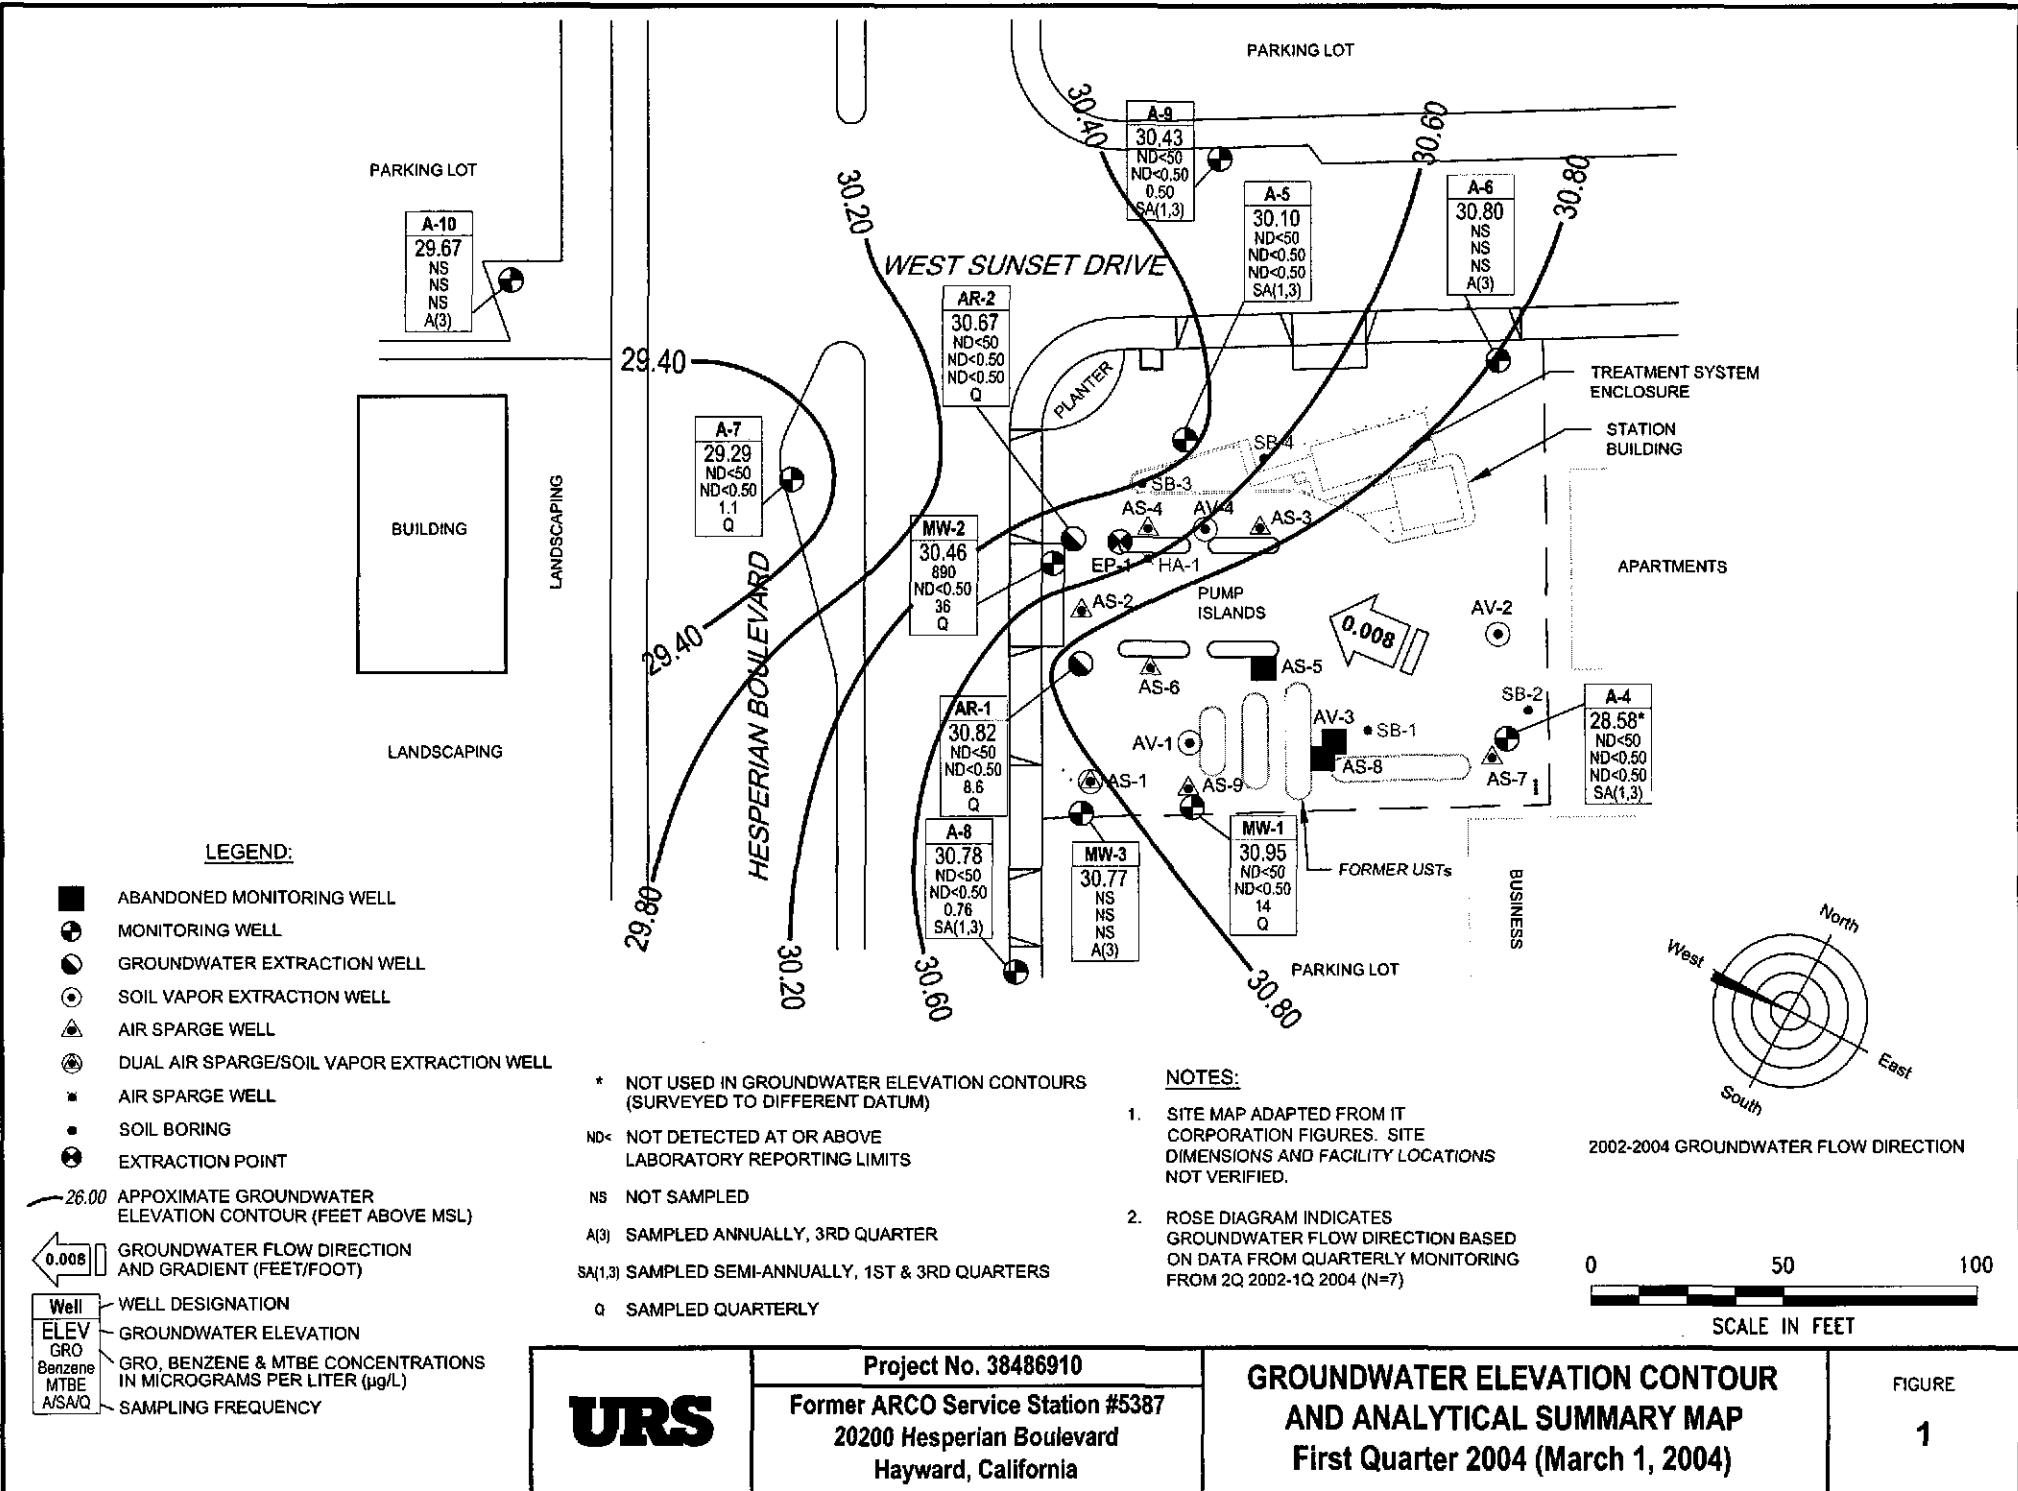 PARKING LOT
30.40
A-9
30.43
ND<50
ND<0.50
0.50
SA(1,3)
30.60
30.80
PARKING LOT
A-10
29.67
NS
NS
NS
A(3)
30.20
WEST SUNSET DRIVE
A-5
30.10
ND<50
ND<0.50
ND<0.50
SA(1,3)
A-6
30.80
NS
NS
NS
A(3)
AR-2
30.67
ND<50
ND<0.50
ND<0.50
Q
29.40
PLANTER
TREATMENT SYSTEM
ENCLOSURE
STATION
BUILDING
A-7
29.29
ND<50
ND<0.50
1.1
Q
BUILDING
LANDSCAPING
SB-4
SB-3
AS-4
AV-4
AS-3
MW-2
30.46
890
ND<0.50
36
Q
EP-1
HA-1
AS-2
PUMP
ISLANDS
0.008
AV-2
APARTMENTS
29.40
HESPERIAN BOULEVARD
AS-6
AS-5
LANDSCAPING
AR-1
30.82
ND<50
ND<0.50
8.6
Q
AV-1
AV-3
SB-1
SB-2
A-4
28.58*
ND<50
ND<0.50
ND<0.50
SA(1,3)
AS-1
AS-9
AS-8
AS-7
A-8
30.78
ND<50
ND<0.50
0.76
SA(1,3)
MW-3
30.77
NS
NS
NS
A(3)
MW-1
30.95
ND<50
ND<0.50
14
Q
FORMER USTs
BUSINESS
29.80
30.20
30.60
30.80
PARKING LOT
North
West
East
South
2002-2004 GROUNDWATER FLOW DIRECTION
LEGEND:
ABANDONED MONITORING WELL
MONITORING WELL
GROUNDWATER EXTRACTION WELL
SOIL VAPOR EXTRACTION WELL
AIR SPARGE WELL
DUAL AIR SPARGE/SOIL VAPOR EXTRACTION WELL
AIR SPARGE WELL
SOIL BORING
EXTRACTION POINT
26.00 APPOXIMATE GROUNDWATER
ELEVATION CONTOUR (FEET ABOVE MSL)
0.008 GROUNDWATER FLOW DIRECTION
AND GRADIENT (FEET/FOOT)
Well WELL DESIGNATION
ELEV GROUNDWATER ELEVATION
GRO
Benzene
MTBE
GRO, BENZENE & MTBE CONCENTRATIONS
IN MICROGRAMS PER LITER (µg/L)
A/SA/Q SAMPLING FREQUENCY
* NOT USED IN GROUNDWATER ELEVATION CONTOURS
(SURVEYED TO DIFFERENT DATUM)
ND< NOT DETECTED AT OR ABOVE
LABORATORY REPORTING LIMITS
NS NOT SAMPLED
A(3) SAMPLED ANNUALLY, 3RD QUARTER
SA(1,3) SAMPLED SEMI-ANNUALLY, 1ST & 3RD QUARTERS
Q SAMPLED QUARTERLY
NOTES:
1. SITE MAP ADAPTED FROM IT
CORPORATION FIGURES. SITE
DIMENSIONS AND FACILITY LOCATIONS
NOT VERIFIED.
2. ROSE DIAGRAM INDICATES
GROUNDWATER FLOW DIRECTION BASED
ON DATA FROM QUARTERLY MONITORING
FROM 2Q 2002-1Q 2004 (N=7)
0 50 100
SCALE IN FEET
URS
Project No. 38486910
Former ARCO Service Station #5387
20200 Hesperian Boulevard
Hayward, California
GROUNDWATER ELEVATION CONTOUR
AND ANALYTICAL SUMMARY MAP
First Quarter 2004 (March 1, 2004)
FIGURE
1